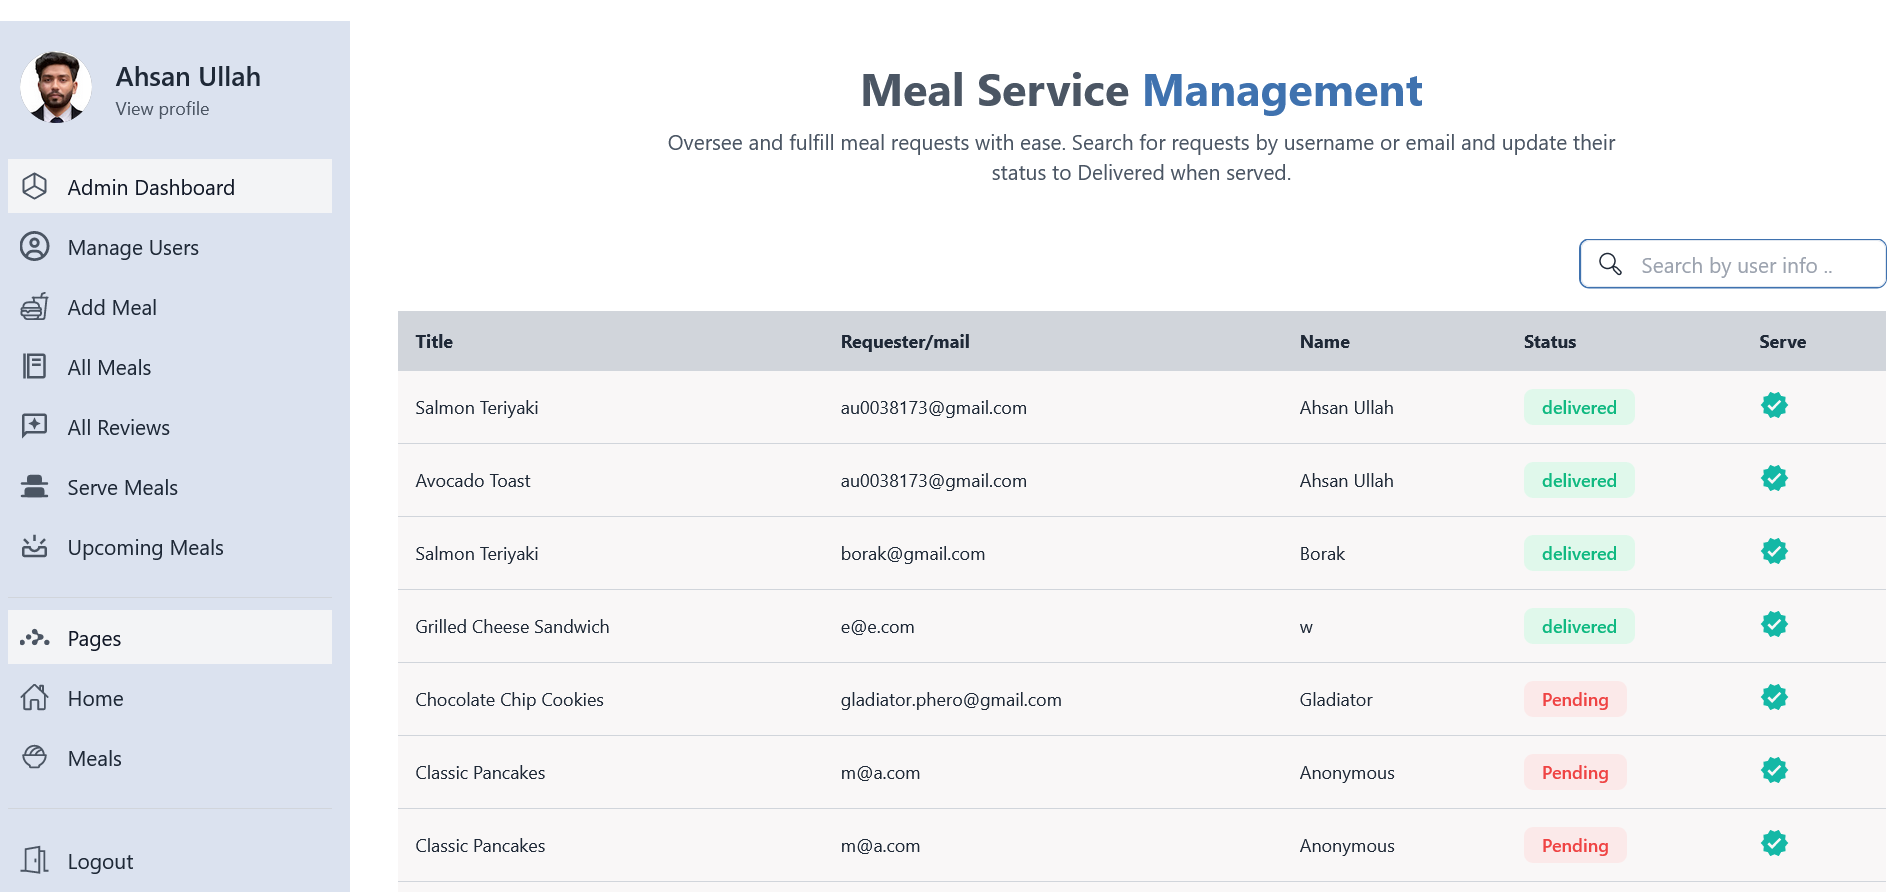 Ahsan Ullah
View profile
Admin Dashboard
Manage Users
Add Meal
All Meals
All Reviews
Serve Meals
Upcoming Meals
Pages
Home
Meals
Logout
Meal Service Management
Oversee and fulfill meal requests with ease. Search for requests by username or email and update their
status to Delivered when served.
Search by user info ..
Title Requester/mail Name Status Serve
Salmon Teriyaki au0038173@gmail.com Ahsan Ullah delivered
Avocado Toast au0038173@gmail.com Ahsan Ullah delivered
Salmon Teriyaki borak@gmail.com Borak delivered
Grilled Cheese Sandwich e@e.com w delivered
Chocolate Chip Cookies gladiator.phero@gmail.com Gladiator Pending
Classic Pancakes m@a.com Anonymous Pending
Classic Pancakes m@a.com Anonymous Pending